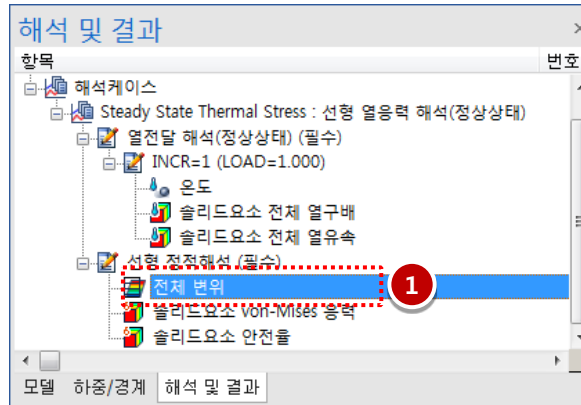 해석 및 결과
항목 번호
해석케이스
Steady State Thermal Stress : 선형 열응력 해석(정상상태)
열전달 해석(정상상태) (필수)
INCR=1 (LOAD=1.000)
온도
솔리드요소 전체 열구배
솔리드요소 전체 열유속
선형 정적해석 (필수)
전체 변위 1
솔리드요소 von-Mises 응력
솔리드요소 안전율
모델 하중/경계 해석 및 결과